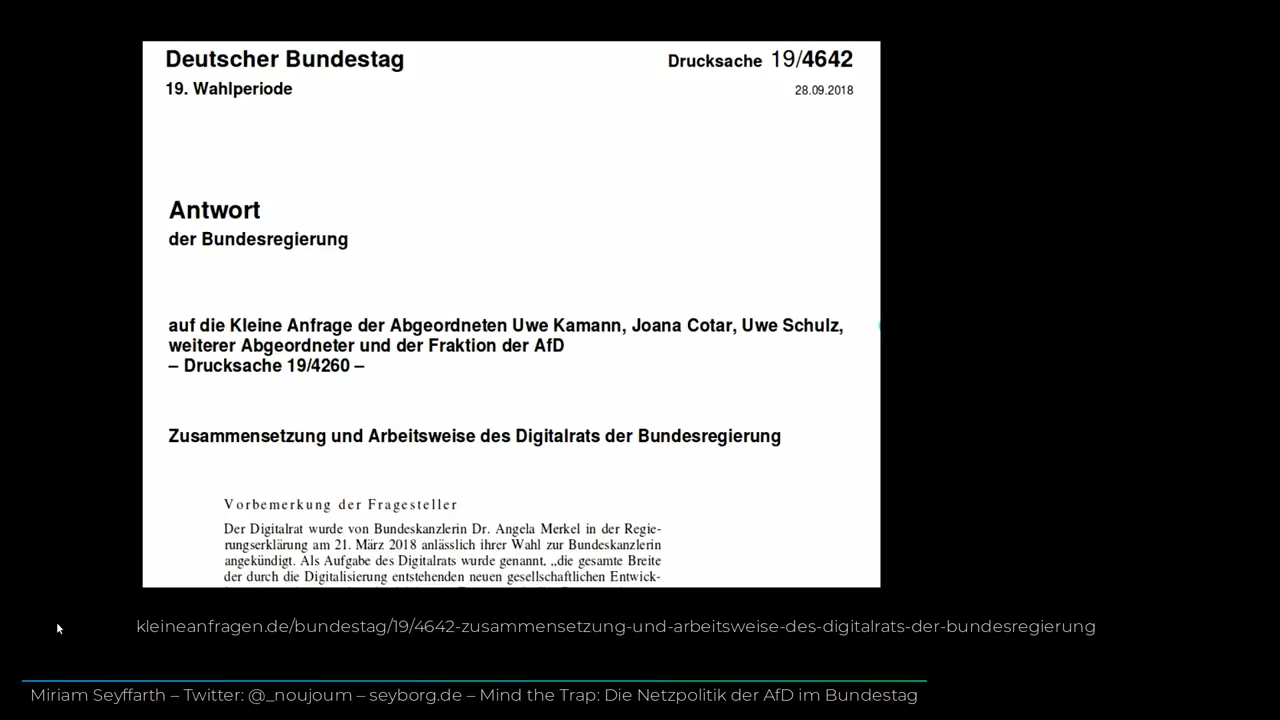 Deutscher Bundestag
Drucksache 19/4642
19. Wahlperiode
28.09.2018
Antwort
der Bundesregierung
auf die Kleine Anfrage der Abgeordneten Uwe Kamann, Joana Cotar, Uwe Schulz,
weiterer Abgeordneter und der Fraktion der AfD
– Drucksache 19/4260 –
Zusammensetzung und Arbeitsweise des Digitalrats der Bundesregierung
Vorbemerkung der Fragesteller
Der Digitalrat wurde von Bundeskanzlerin Dr. Angela Merkel in der Regie-
rungserklärung am 21. März 2018 anlässlich ihrer Wahl zur Bundeskanzlerin
angekündigt. Als Aufgabe des Digitalrats wurde genannt, „die gesamte Breite
der durch die Digitalisierung entstehenden neuen gesellschaftlichen Entwick-
kleineanfragen.de/bundestag/19/4642-zusammensetzung-und-arbeitsweise-des-digitalrats-der-bundesregierung
Miriam Seyffarth – Twitter: @_noujoum – seyborg.de – Mind the Trap: Die Netzpolitik der AfD im Bundestag